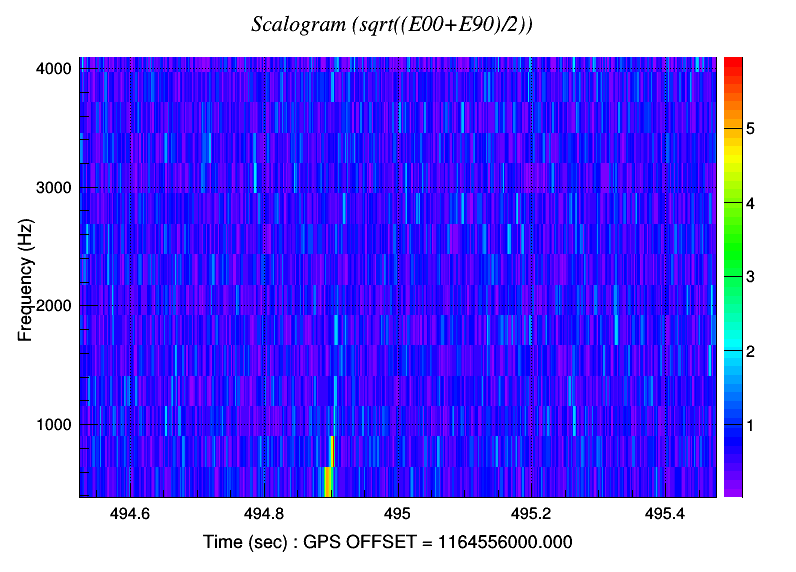 Scalogram (sqrt((E00+E90)/2))
4000
3000
2000
1000
Frequency (Hz)
5
4
3
2
1
494.6 494.8 495 495.2 495.4
Time (sec) : GPS OFFSET = 1164556000.000